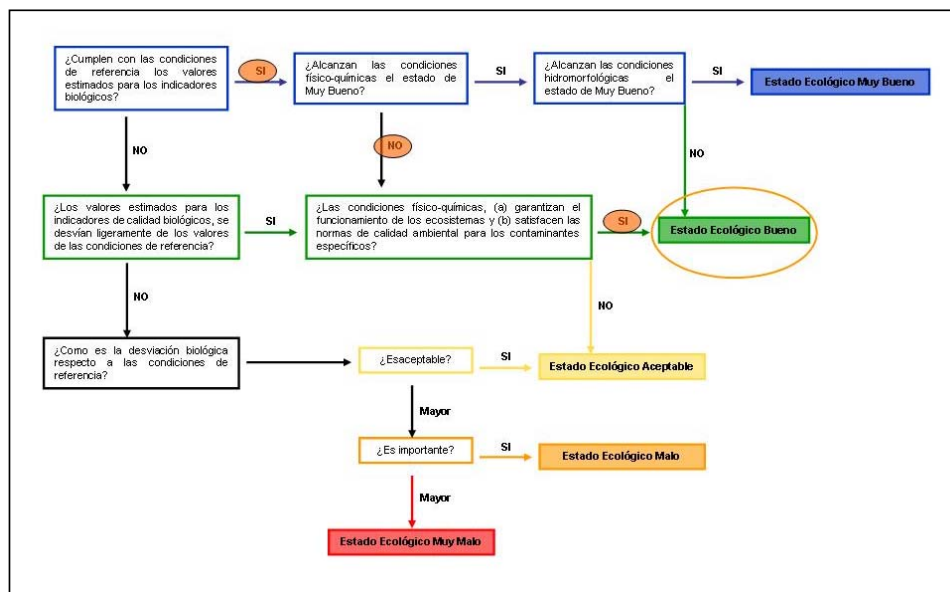 ¿Cumplen con las condiciones
de referencia los valores
estimados para los indicadores
biológicos?
SI
¿Alcanzan las condiciones
físico-químicas el estado de
Muy Bueno?
SI
¿Alcanzan las condiciones
hidromorfológicas el
estado de Muy Bueno?
SI
Estado Ecológico Muy Bueno
NO
NO
NO
¿Los valores estimados para los
indicadores de calidad biológicos, se
desvían ligeramente de los valores
de las condiciones de referencia?
SI
¿Las condiciones físico-químicas, (a) garantizan el
funcionamiento de los ecosistemas y (b) satisfacen las
normas de calidad ambiental para los contaminantes
específicos?
SI
Estado Ecológico Bueno
NO
NO
¿Como es la desviación biológica
respecto a las condiciones de
referencia?
¿Esaceptable?
SI
Estado Ecológico Aceptable
Mayor
¿Es importante?
SI
Estado Ecológico Malo
Mayor
Estado Ecológico Muy Malo